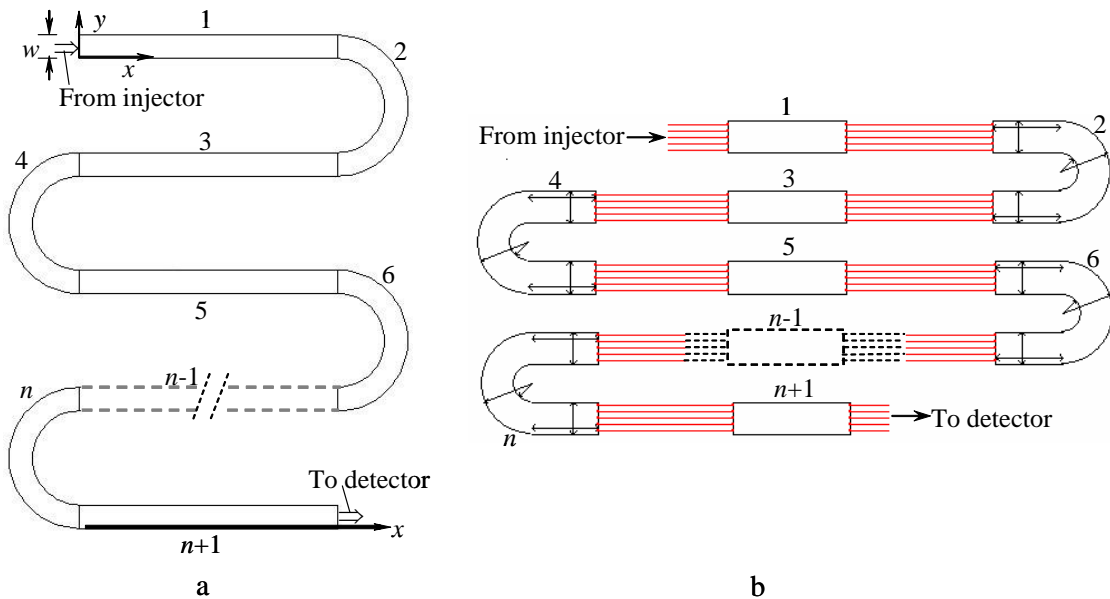 y
1
w
x
2
From injector
3
4
6
5
n-1
n
To detector
x
n+1
a
1
From injector
2
3
4
5
6
n-1
n+1
To detector
n
b